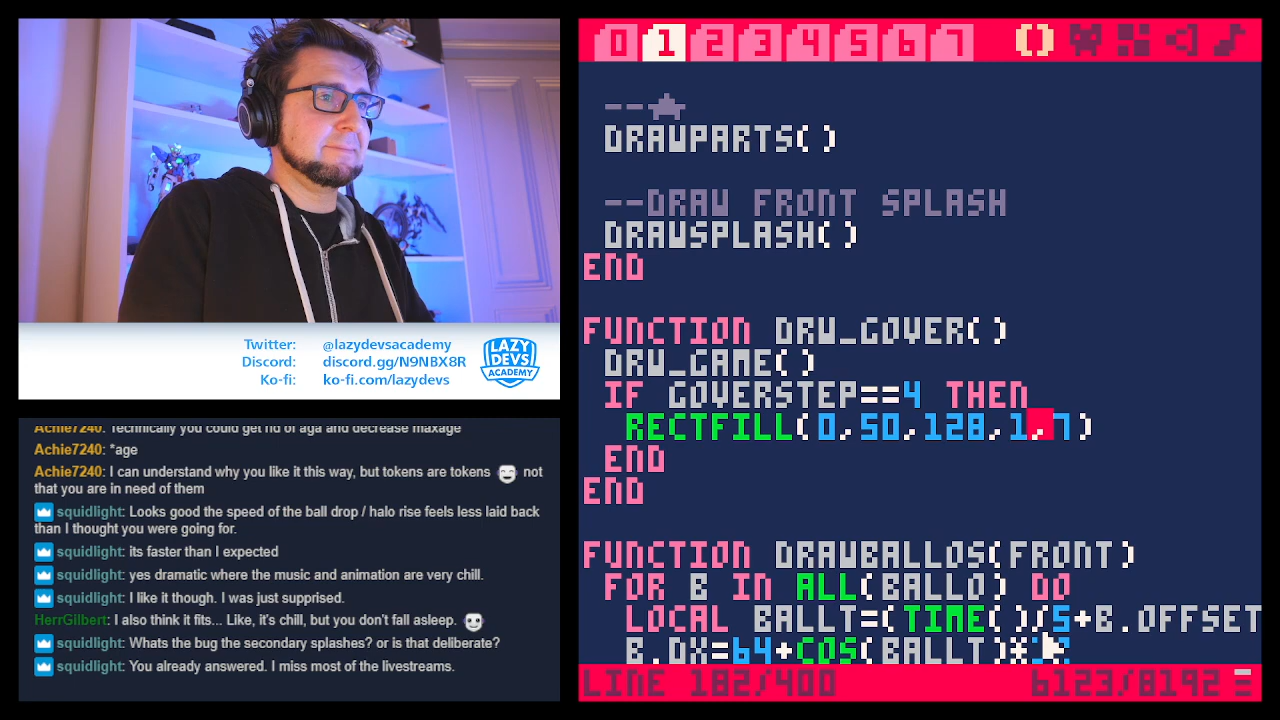 Twitter: @lazydevsacademy
Discord: discord.gg/N9NBX8R
Ko-fi: ko-fi.com/lazydevs
LAZY
DEVS
ACADEMY
Achie7240: Technically you could get rid of aga and decrease maxage
Achie7240: *age
Achie7240: I can understand why you like it this way, but tokens are tokens not
that you are in need of them
squidlight: Looks good the speed of the ball drop / halo rise feels less laid back
than I thought you were going for.
squidlight: its faster than I expected
squidlight: yes dramatic where the music and animation are very chill.
squidlight: I like it though. I was just supprised.
HerrGilbert: I also think it fits... Like, it's chill, but you don't fall asleep.
squidlight: Whats the bug the secondary splashes? or is that deliberate?
squidlight: You already answered. I miss most of the livestreams.
0 1 2 3 4 5 6 7 ()
--
DRAWPARTS()
--DRAW FRONT SPLASH
DRAWSPLASH()
END
FUNCTION DRW_GOVER()
DRW_GAME()
IF GOVERSTEP==4 THEN
RECTFILL(0,50,128,1,7)
END
END
FUNCTION DRAWBALLOS(FRONT)
FOR B IN ALL(BALLO) DO
LOCAL BALLT=(TIME()/5+B.OFFSET
B.DX=64+COS(BALLT)*
LINE 182/400 6123/8192